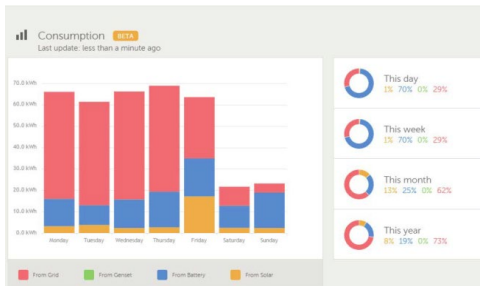 Consumption BETA
Last update: less than a minute ago
70.0 kWh
60.0 kWh
50.0 kWh
40.0 kWh
30.0 kWh
20.0 kWh
10.0 kWh
0.0 kWh
Monday Tuesday Wednesday Thursday Friday Saturday Sunday
From Grid From Genset From Battery From Solar
This day
1% 70% 0% 29%
This week
1% 70% 0% 29%
This month
13% 25% 0% 62%
This year
8% 19% 0% 73%